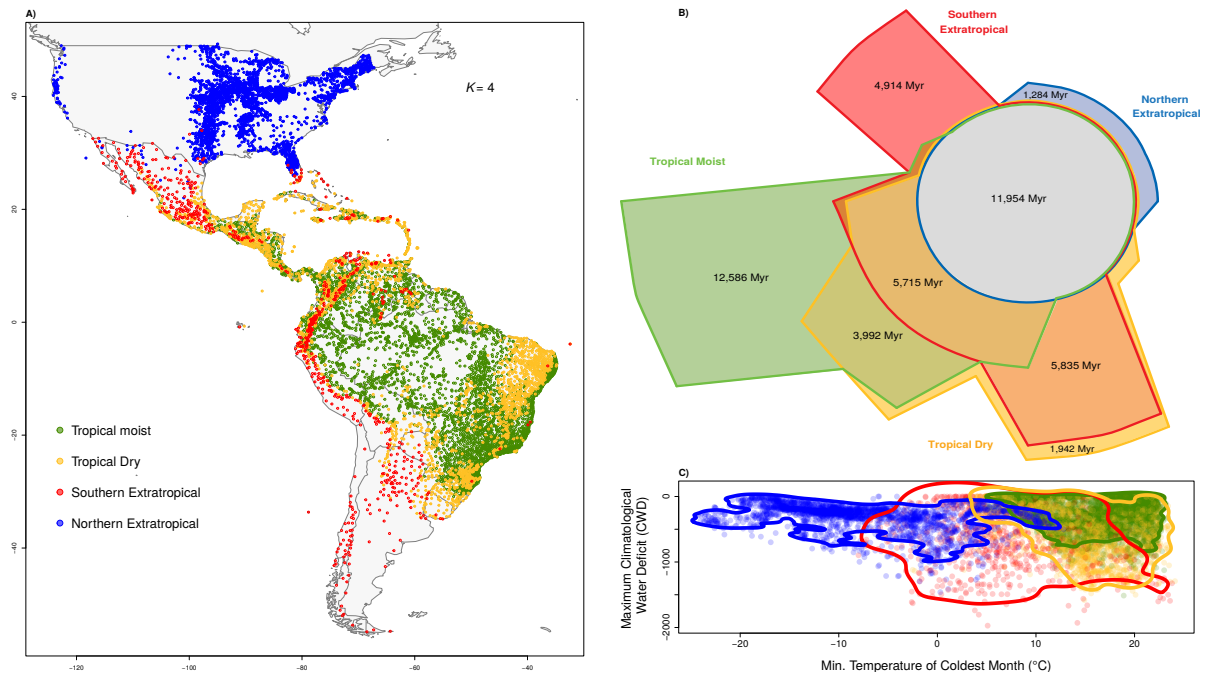 A)
K = 4
40
20
0
−20
−40
−120
−100
−80
−60
−40
Tropical moist
Tropical Dry
Southern Extratropical
Northern Extratropical
B)
Southern
Extratropical
4,914 Myr
1,284 Myr
Northern
Extratropical
Tropical Moist
11,954 Myr
12,586 Myr
5,715 Myr
3,992 Myr
5,835 Myr
Tropical Dry
1,942 Myr
C)
Maximum Climatological
Water Deficit (CWD)
0
−1000
−2000
−20
−10
0
10
20
Min. Temperature of Coldest Month (°C)